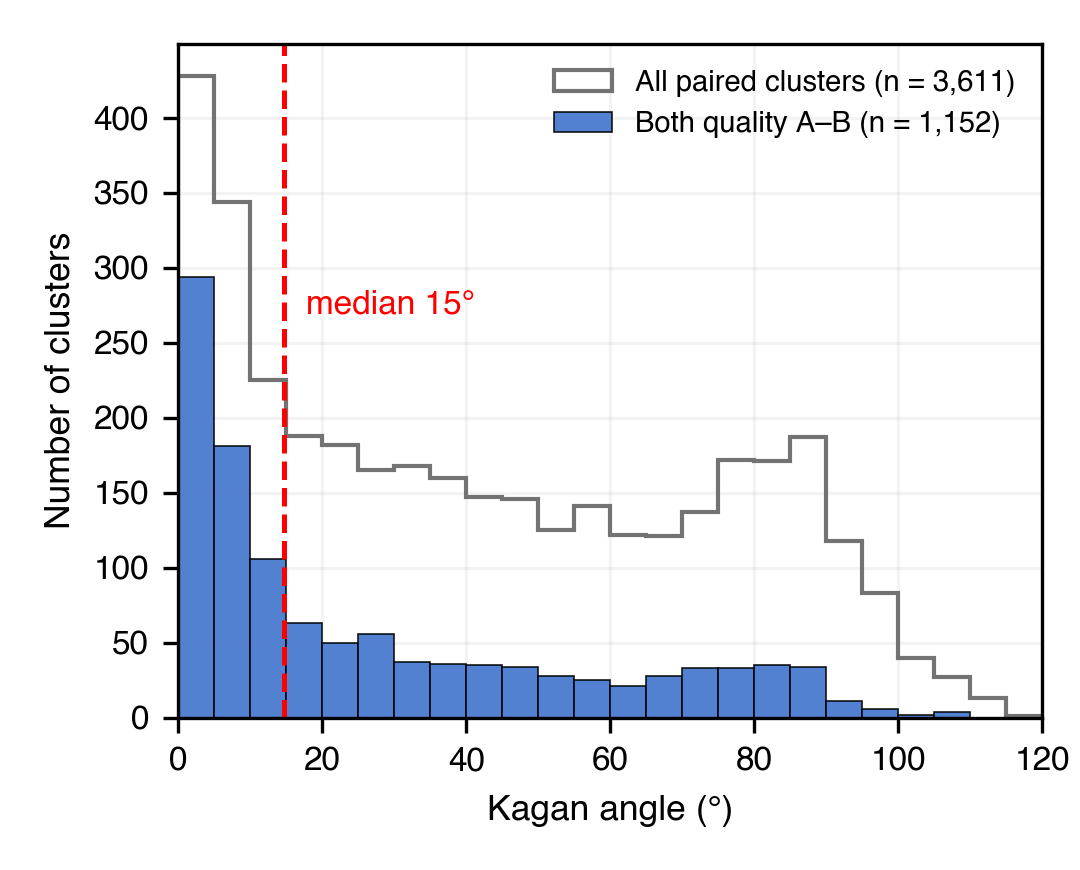 All paired clusters (n = 3,611)
Both quality A–B (n = 1,152)
median 15°
Number of clusters
400
350
300
250
200
150
100
50
0
0 20 40 60 80 100 120
Kagan angle (°)